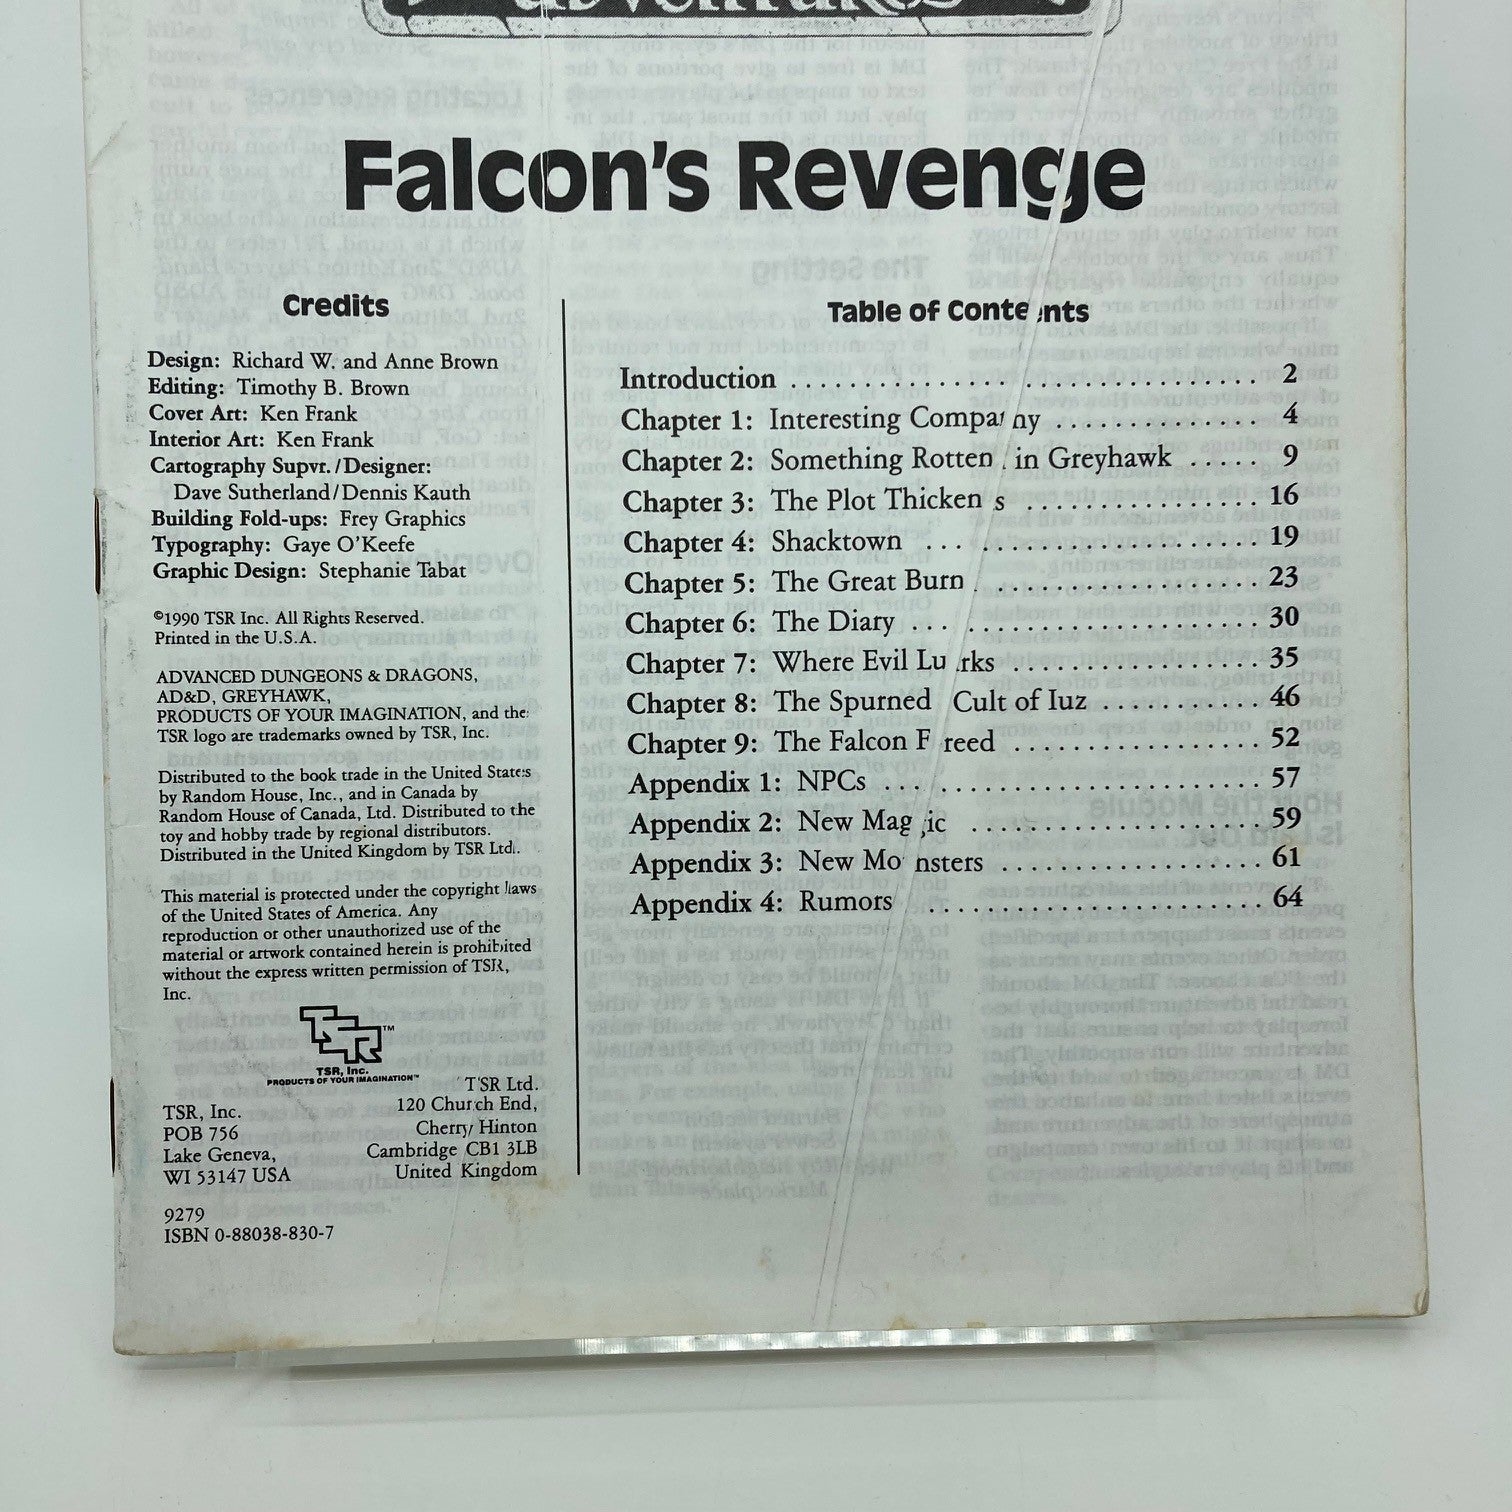 Adventures
Falcon's Revenge
Credits
Design: Richard W. and Anne Brown
Editing: Timothy B. Brown
Cover Art: Ken Frank
Interior Art: Ken Frank
Cartography Supvr./Designer:
Dave Sutherland/Dennis Kauth
Building Fold-ups: Frey Graphics
Typography: Gaye O'Keefe
Graphic Design: Stephanie Tabat
©1990 TSR Inc. All Rights Reserved.
Printed in the U.S.A.
ADVANCED DUNGEONS & DRAGONS,
AD&D, GREYHAWK,
PRODUCTS OF YOUR IMAGINATION, and the
TSR logo are trademarks owned by TSR, Inc.
Distributed to the book trade in the United States
by Random House, Inc., and in Canada by
Random House of Canada, Ltd. Distributed to the
toy and hobby trade by regional distributors.
Distributed in the United Kingdom by TSR Ltd.
This material is protected under the copyright laws
of the United States of America. Any
reproduction or other unauthorized use of the
material or artwork contained herein is prohibited
without the express written permission of TSR,
Inc.
TSR™
TSR, Inc.
PRODUCTS OF YOUR IMAGINATION™
TSR, Inc.
POB 756
Lake Geneva,
WI 53147 USA
TSR Ltd.
120 Church End,
Cherry Hinton
Cambridge CB1 3LB
United Kingdom
9279
ISBN 0-88038-830-7
Table of Contents
Introduction . . . . . . . . . . . . . . . . . . . . . . . . . . . . . . 2
Chapter 1: Interesting Company . . . . . . . . . . . . . 4
Chapter 2: Something Rotten in Greyhawk . . . . . 9
Chapter 3: The Plot Thickens . . . . . . . . . . . . . . . 16
Chapter 4: Shacktown . . . . . . . . . . . . . . . . . . . . 19
Chapter 5: The Great Burn . . . . . . . . . . . . . . . . . 23
Chapter 6: The Diary . . . . . . . . . . . . . . . . . . . . . 30
Chapter 7: Where Evil Lurks . . . . . . . . . . . . . . . . 35
Chapter 8: The Spurned Cult of Iuz . . . . . . . . . . . 46
Chapter 9: The Falcon Freed . . . . . . . . . . . . . . . . 52
Appendix 1: NPCs . . . . . . . . . . . . . . . . . . . . . . . 57
Appendix 2: New Magic . . . . . . . . . . . . . . . . . . . 59
Appendix 3: New Monsters . . . . . . . . . . . . . . . . . 61
Appendix 4: Rumors . . . . . . . . . . . . . . . . . . . . . . 64